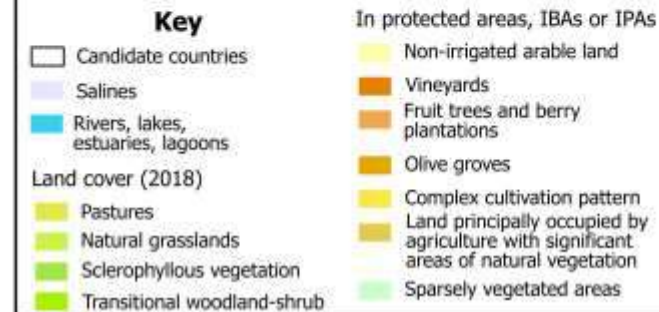 Key
Candidate countries
Salines
Rivers, lakes,
estuaries, lagoons
Land cover (2018)
Pastures
Natural grasslands
Sclerophyllous vegetation
Transitional woodland-shrub
In protected areas, IBAs or IPAs
Non-irrigated arable land
Vineyards
Fruit trees and berry
plantations
Olive groves
Complex cultivation pattern
Land principally occupied by
agriculture with significant
areas of natural vegetation
Sparsely vegetated areas